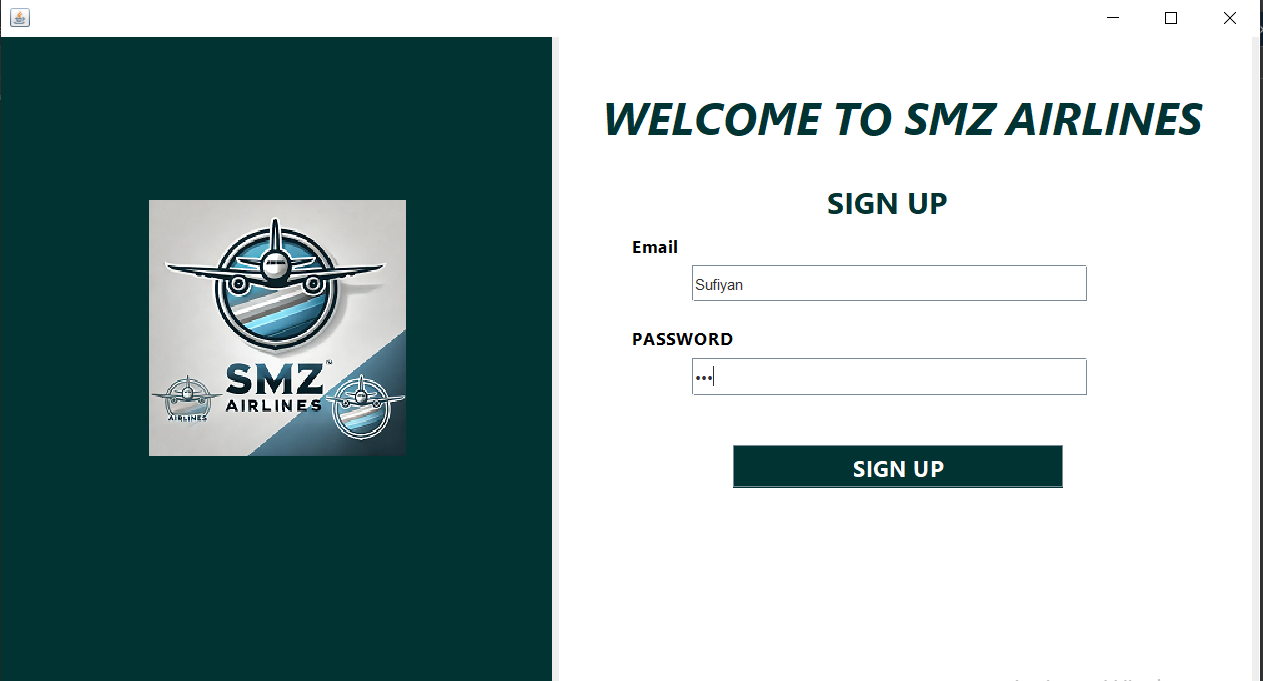 SMZ
AIRLINES
AIRLINES
WELCOME TO SMZ AIRLINES
SIGN UP
Email
Sufiyan
PASSWORD
•••
SIGN UP